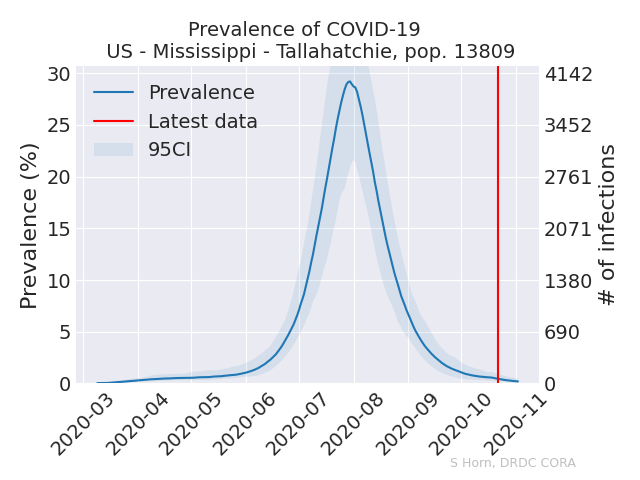 Prevalence of COVID-19
US - Mississippi - Tallahatchie, pop. 13809
Prevalence
Latest data
95CI
Prevalence (%)
30
25
20
15
10
5
0
4142
3452
2761
2071
1380
690
0
# of infections
2020-03
2020-04
2020-05
2020-06
2020-07
2020-08
2020-09
2020-10
2020-11
S Horn, DRDC CORA